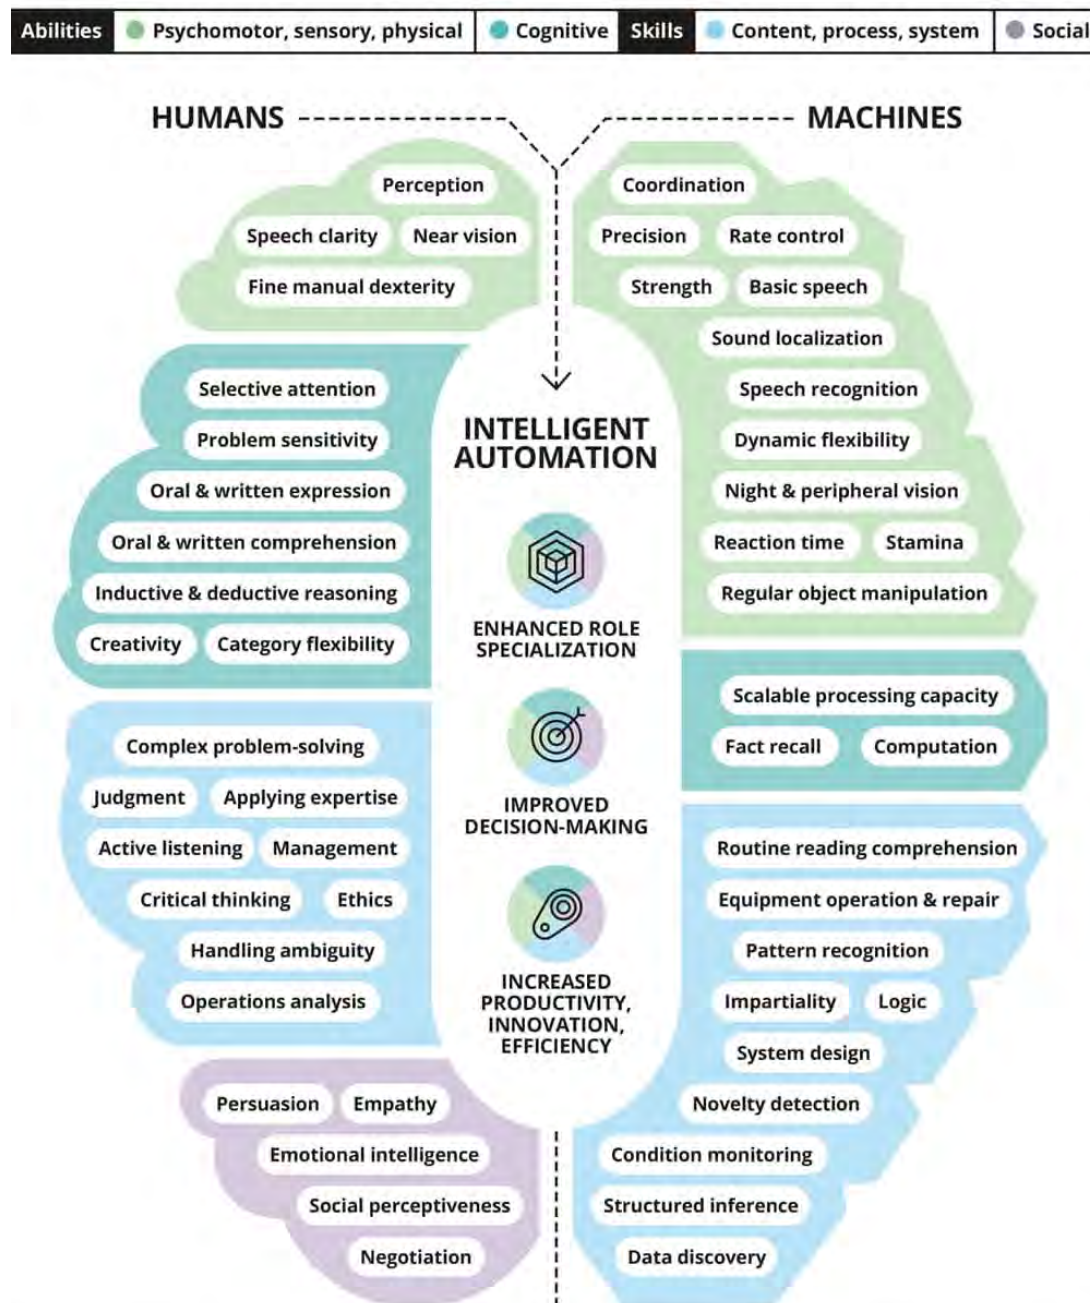 Abilities Psychomotor, sensory, physical Cognitive Skills Content, process, system Social
HUMANS
MACHINES
Perception
Speech clarity Near vision
Fine manual dexterity
Selective attention
Problem sensitivity
Oral & written expression
Oral & written comprehension
Inductive & deductive reasoning
Creativity Category flexibility
Complex problem-solving
Judgment Applying expertise
Active listening Management
Critical thinking Ethics
Handling ambiguity
Operations analysis
Persuasion Empathy
Emotional intelligence
Social perceptiveness
Negotiation
INTELLIGENT
AUTOMATION
ENHANCED ROLE
SPECIALIZATION
IMPROVED
DECISION-MAKING
INCREASED
PRODUCTIVITY,
INNOVATION,
EFFICIENCY
Coordination
Precision Rate control
Strength Basic speech
Sound localization
Speech recognition
Dynamic flexibility
Night & peripheral vision
Reaction time Stamina
Regular object manipulation
Scalable processing capacity
Fact recall Computation
Routine reading comprehension
Equipment operation & repair
Pattern recognition
Impartiality Logic
System design
Novelty detection
Condition monitoring
Structured inference
Data discovery